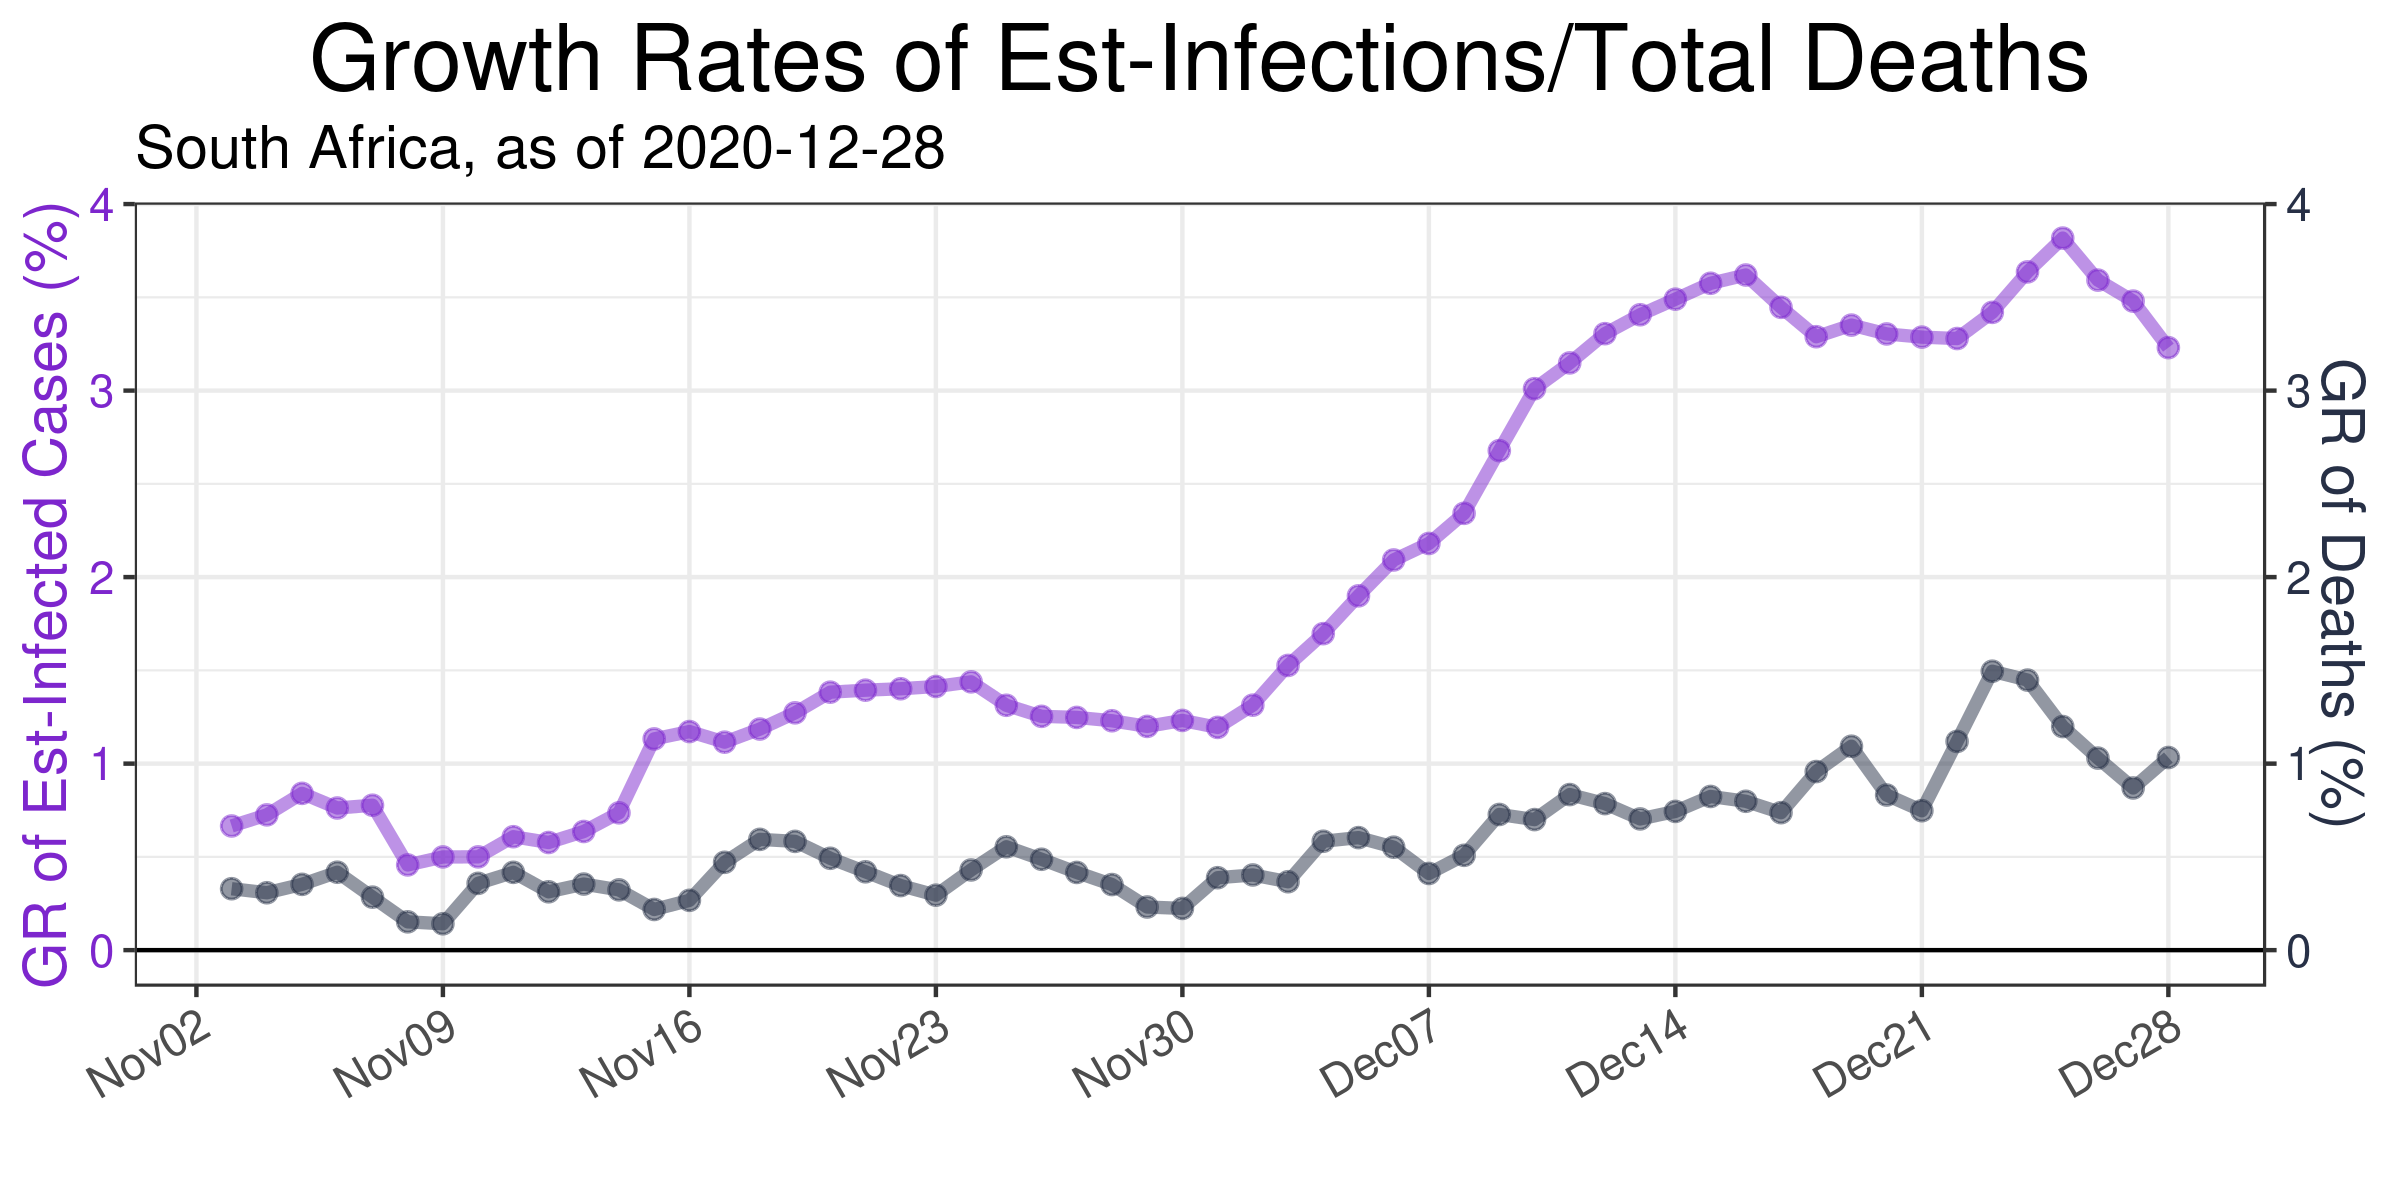 Growth Rates of Est-Infections/Total Deaths
South Africa, as of 2020-12-28
GR of Est-Infected Cases (%)
4
3
2
1
0
4
3
2
1
0
GR of Deaths (%)
Nov02
Nov09
Nov16
Nov23
Nov30
Dec07
Dec14
Dec21
Dec28